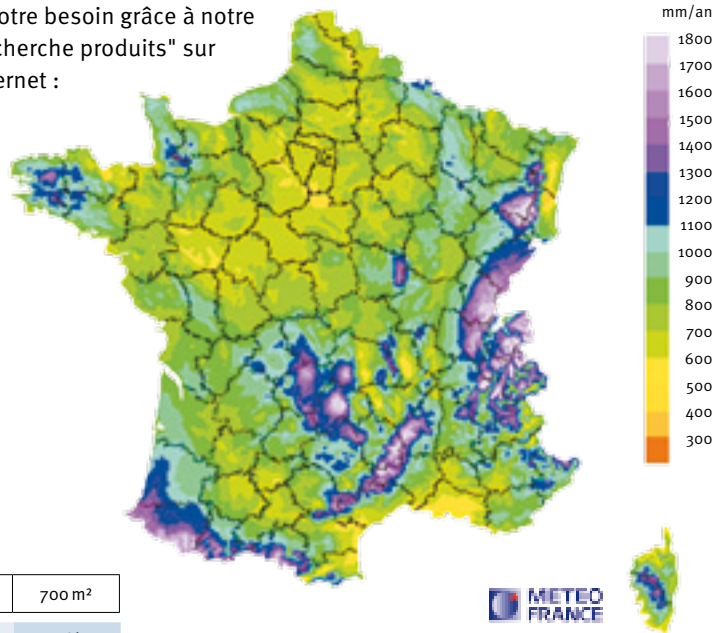 otre besoin grâce à notre
cherche produits" sur
ernet :
mm/an
1800
1700
1600
1500
1400
1300
1200
1100
1000
900
800
700
600
500
400
300
METEO
FRANCE
700 m²